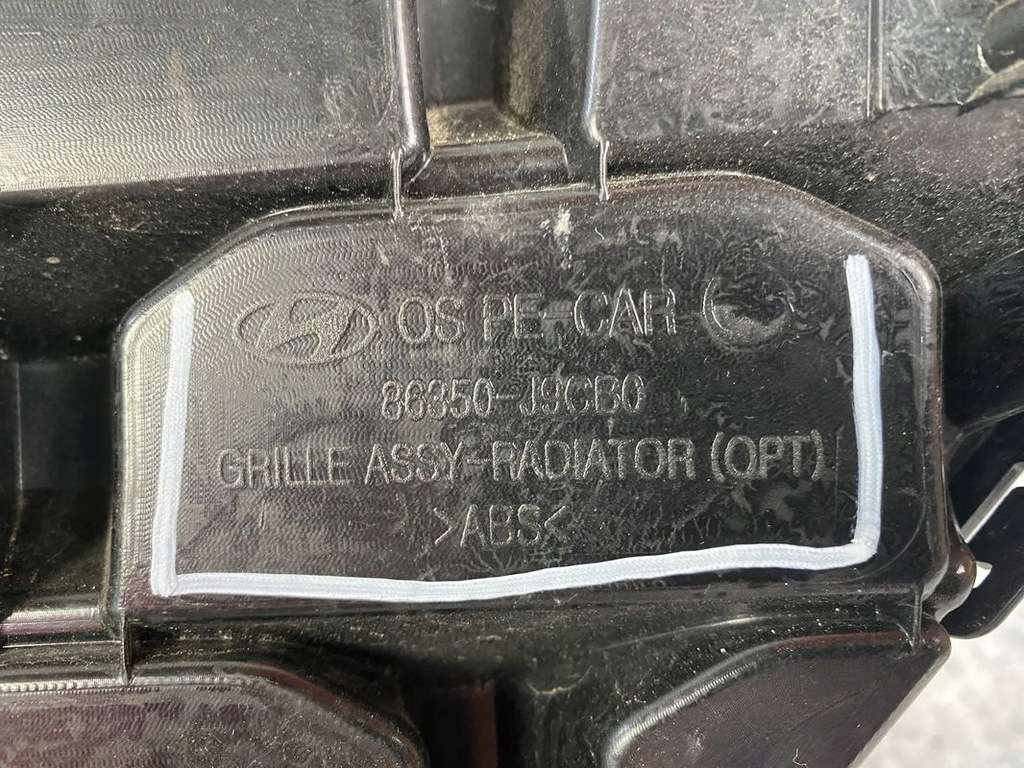 OS PE-CAR
86350-J9CB0
GRILLE ASSY-RADIATOR (OPT)
>ABS<